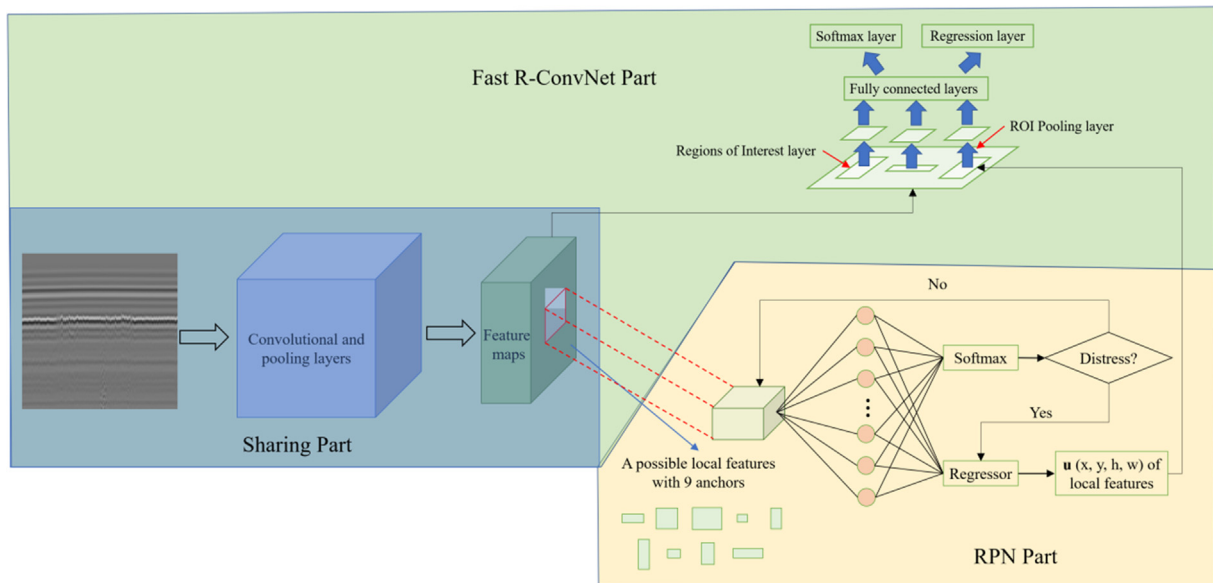 Softmax layer
Regression layer
Fast R-ConvNet Part
Fully connected layers
ROI Pooling layer
Regions of Interest layer
Convolutional and
pooling layers
Feature
maps
Sharing Part
No
Softmax
Distress?
Yes
Regressor
u (x, y, h, w) of
local features
A possible local features
with 9 anchors
RPN Part